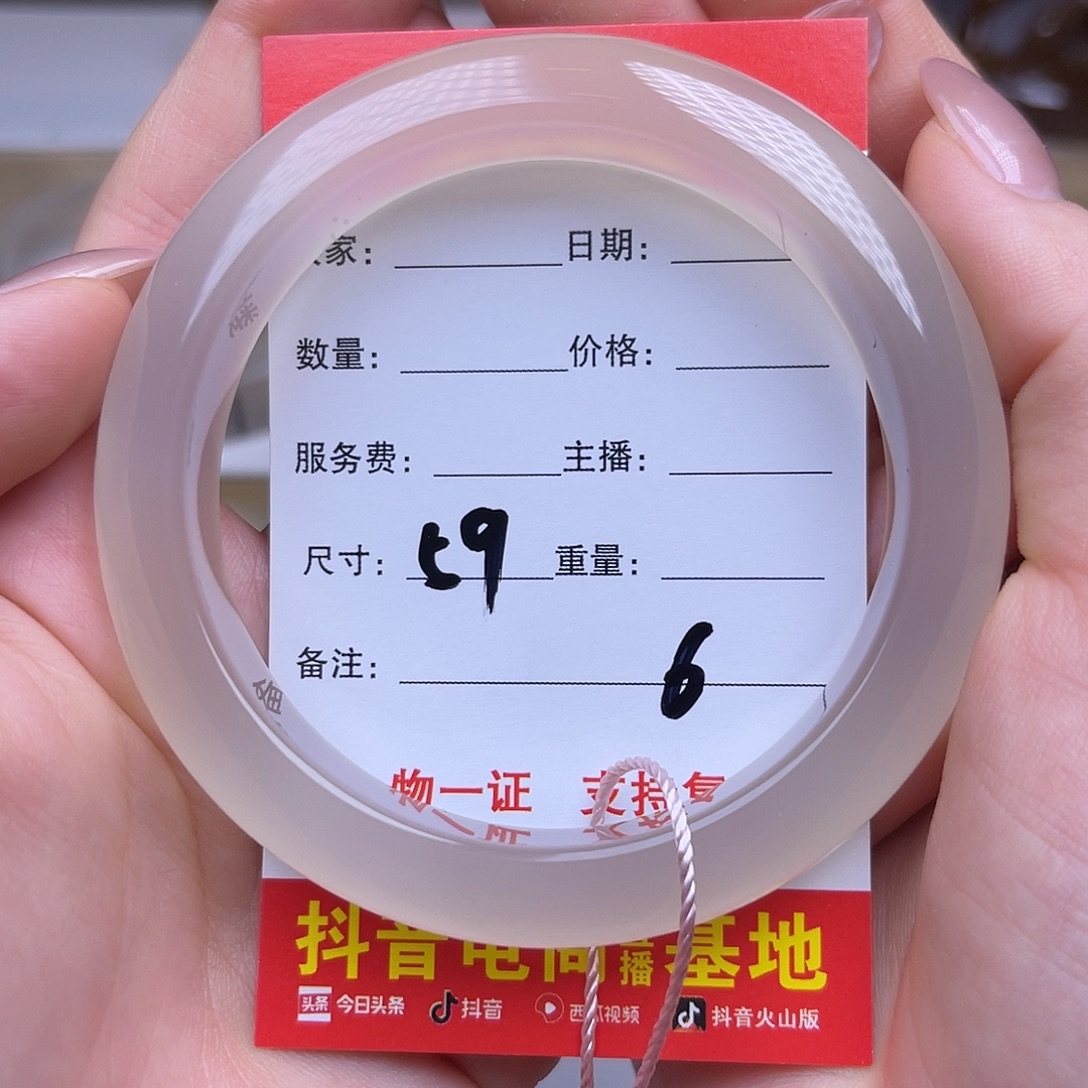 家: 日期:
数量: 价格:
服务费: 主播:
尺寸: 59 重量:
备注: 6
物一证 支持复
抖音电商直播基地
头条 今日头条 抖音 西瓜视频 抖音火山版